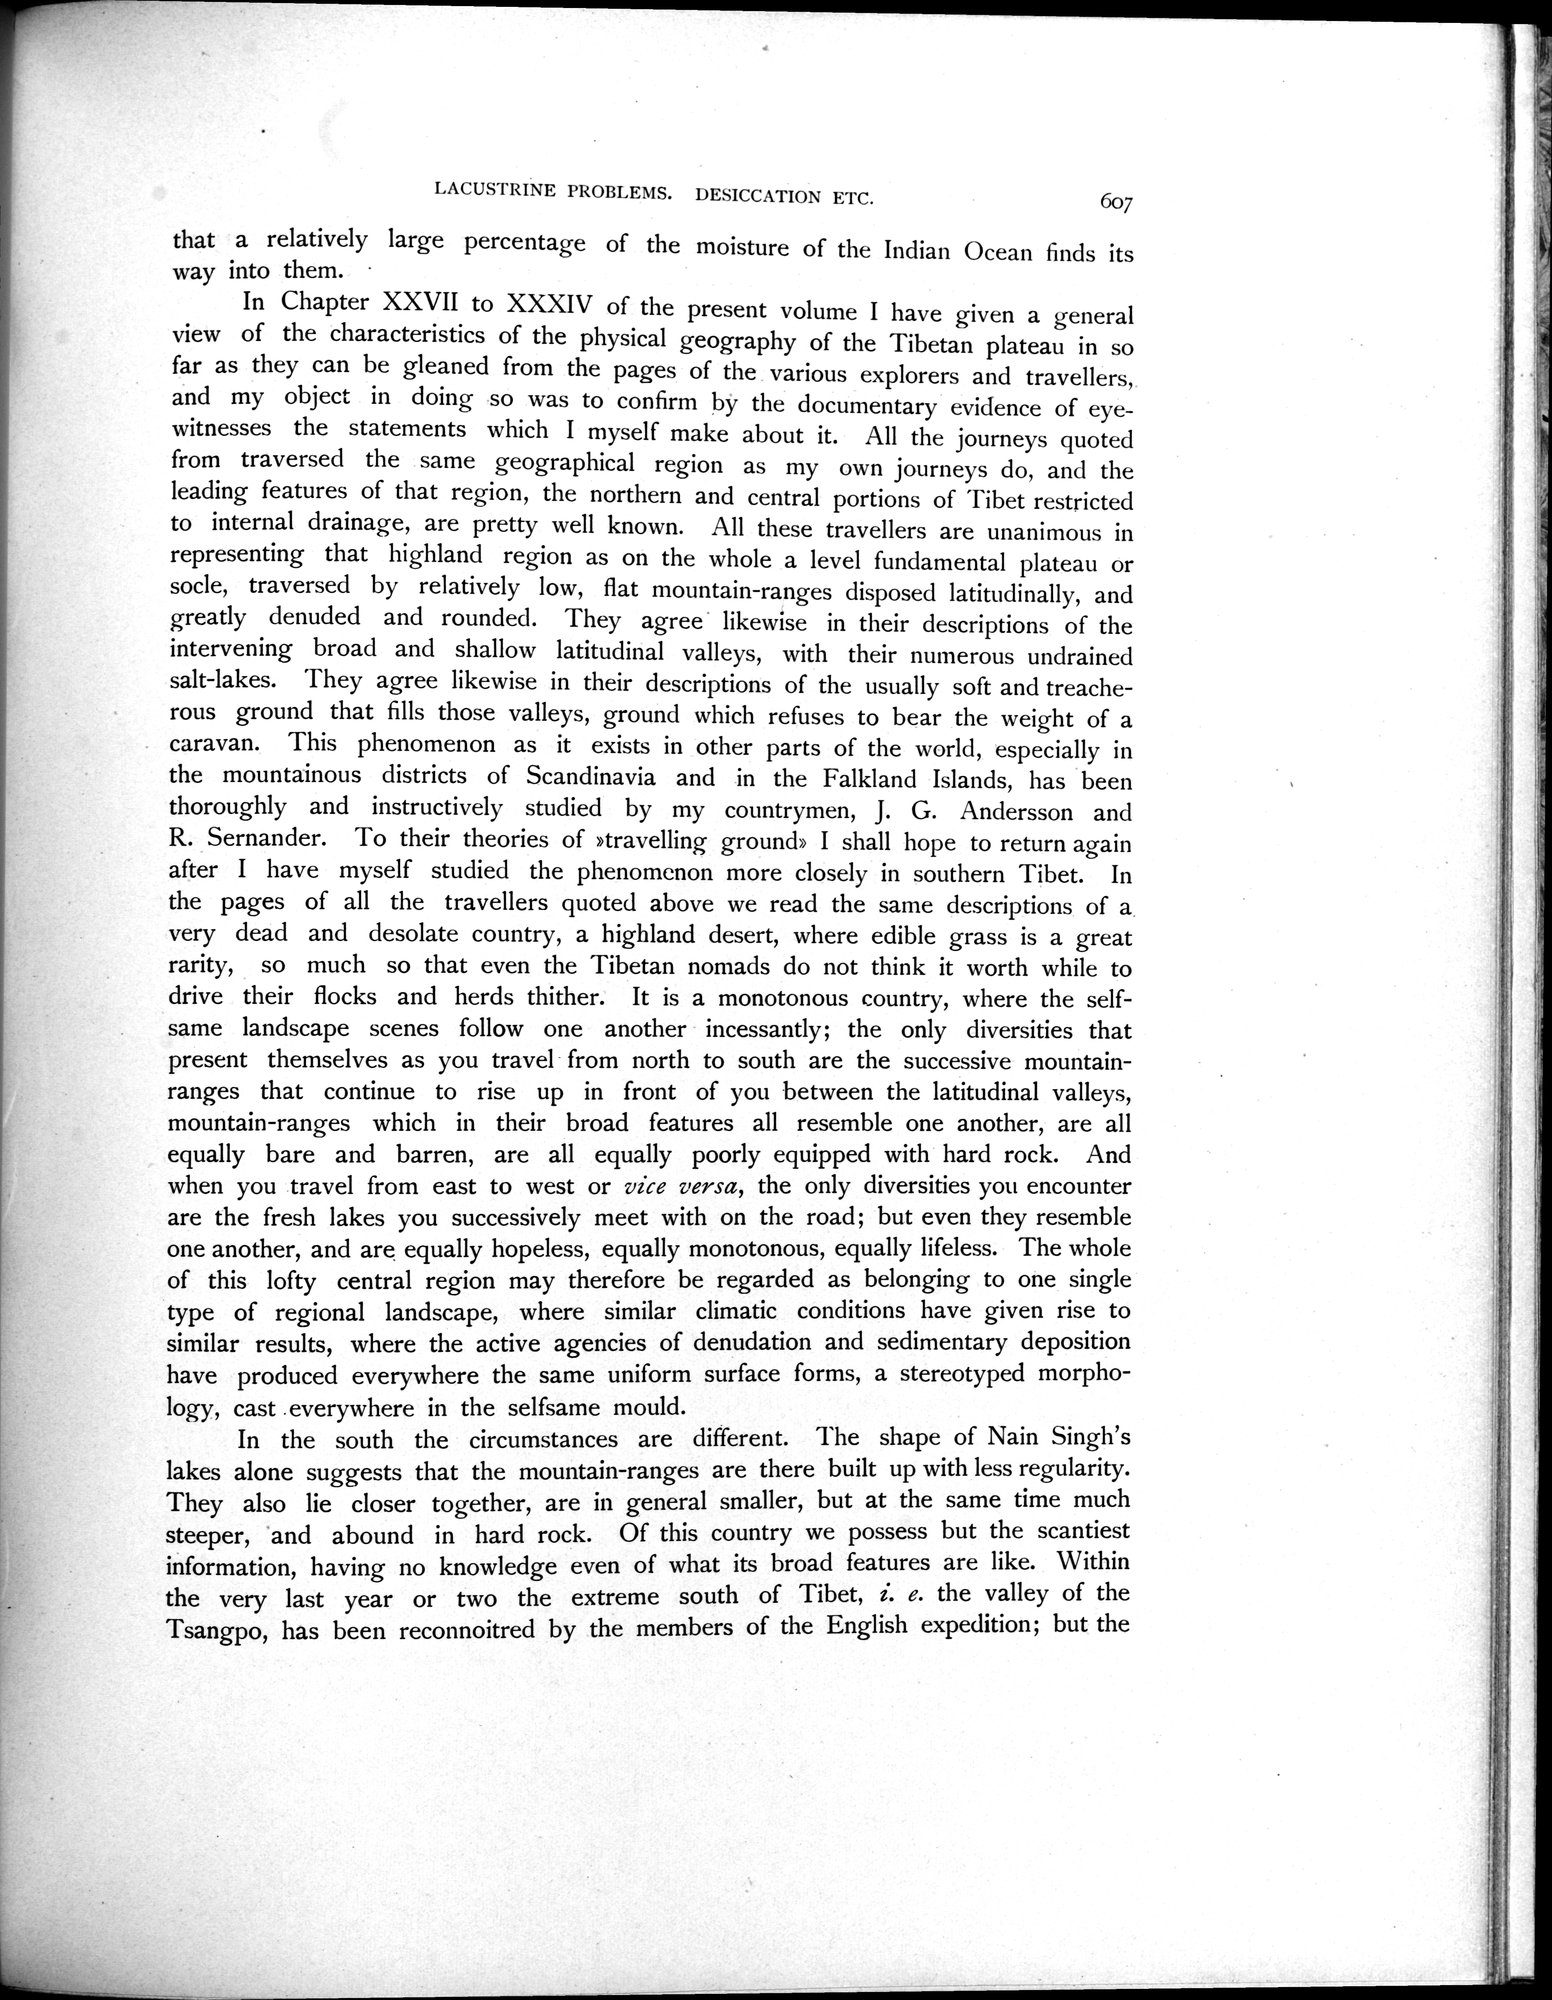 LACUSTRINE PROBLEMS. DESICCATION ETC. 607
that a relatively large percentage of the moisture of the Indian Ocean finds its
way into them.
In Chapter XXVII to XXXIV of the present volume I have given a general
view of the characteristics of the physical geography of the Tibetan plateau in so
far as they can be gleaned from the pages of the various explorers and travellers,
and my object in doing so was to confirm by the documentary evidence of eye-
witnesses the statements which I myself make about it. All the journeys quoted
from traversed the same geographical region as my own journeys do, and the
leading features of that region, the northern and central portions of Tibet restricted
to internal drainage, are pretty well known. All these travellers are unanimous in
representing that highland region as on the whole a level fundamental plateau or
socle, traversed by relatively low, flat mountain-ranges disposed latitudinally, and
greatly denuded and rounded. They agree likewise in their descriptions of the
intervening broad and shallow latitudinal valleys, with their numerous undrained
salt-lakes. They agree likewise in their descriptions of the usually soft and treache-
rous ground that fills those valleys, ground which refuses to bear the weight of a
caravan. This phenomenon as it exists in other parts of the world, especially in
the mountainous districts of Scandinavia and in the Falkland Islands, has been
thoroughly and instructively studied by my countrymen, J. G. Andersson and
R. Sernander. To their theories of »travelling ground» I shall hope to return again
after I have myself studied the phenomenon more closely in southern Tibet. In
the pages of all the travellers quoted above we read the same descriptions of a
very dead and desolate country, a highland desert, where edible grass is a great
rarity, so much so that even the Tibetan nomads do not think it worth while to
drive their flocks and herds thither. It is a monotonous country, where the self-
same landscape scenes follow one another incessantly; the only diversities that
present themselves as you travel from north to south are the successive mountain-
ranges that continue to rise up in front of you between the latitudinal valleys,
mountain-ranges which in their broad features all resemble one another, are all
equally bare and barren, are all equally poorly equipped with hard rock. And
when you travel from east to west or vice versa, the only diversities you encounter
are the fresh lakes you successively meet with on the road; but even they resemble
one another, and are equally hopeless, equally monotonous, equally lifeless. The whole
of this lofty central region may therefore be regarded as belonging to one single
type of regional landscape, where similar climatic conditions have given rise to
similar results, where the active agencies of denudation and sedimentary deposition
have produced everywhere the same uniform surface forms, a stereotyped morpho-
logy, cast everywhere in the selfsame mould.
In the south the circumstances are different. The shape of Nain Singh's
lakes alone suggests that the mountain-ranges are there built up with less regularity.
They also lie closer together, are in general smaller, but at the same time much
steeper, and abound in hard rock. Of this country we possess but the scantiest
information, having no knowledge even of what its broad features are like. Within
the very last year or two the extreme south of Tibet, i. e. the valley of the
Tsangpo, has been reconnoitred by the members of the English expedition; but the